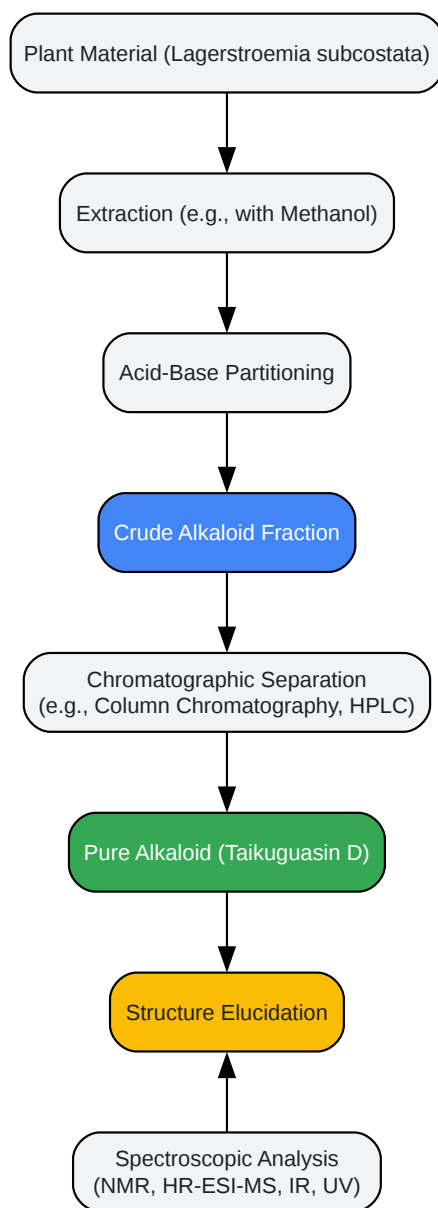 Plant Material (Lagerstroemia subcostata)
Extraction (e.g., with Methanol)
Acid-Base Partitioning
Crude Alkaloid Fraction
Chromatographic Separation
(e.g., Column Chromatography, HPLC)
Pure Alkaloid (Taikuguasin D)
Structure Elucidation
Spectroscopic Analysis
(NMR, HR-ESI-MS, IR, UV)